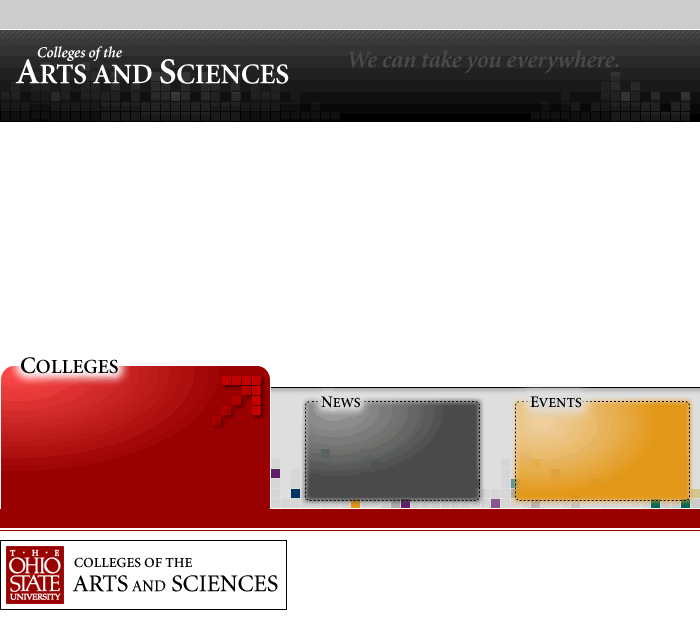 Colleges of the
ARTS AND SCIENCES
We can take you everywhere.
COLLEGES
NEWS
EVENTS
T · H · E
OHIO
STATE
UNIVERSITY
COLLEGES OF THE
ARTS AND SCIENCES